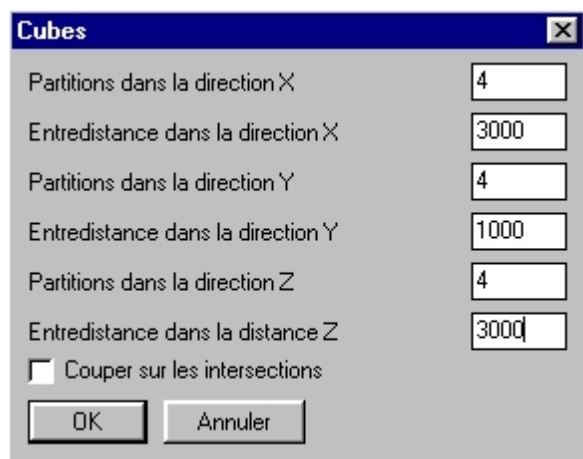 Cubes
Partitions dans la direction X 4
Entredistance dans la direction X 3000
Partitions dans la direction Y 4
Entredistance dans la direction Y 1000
Partitions dans la direction Z 4
Entredistance dans la distance Z 3000
Couper sur les intersections
OK Annuler